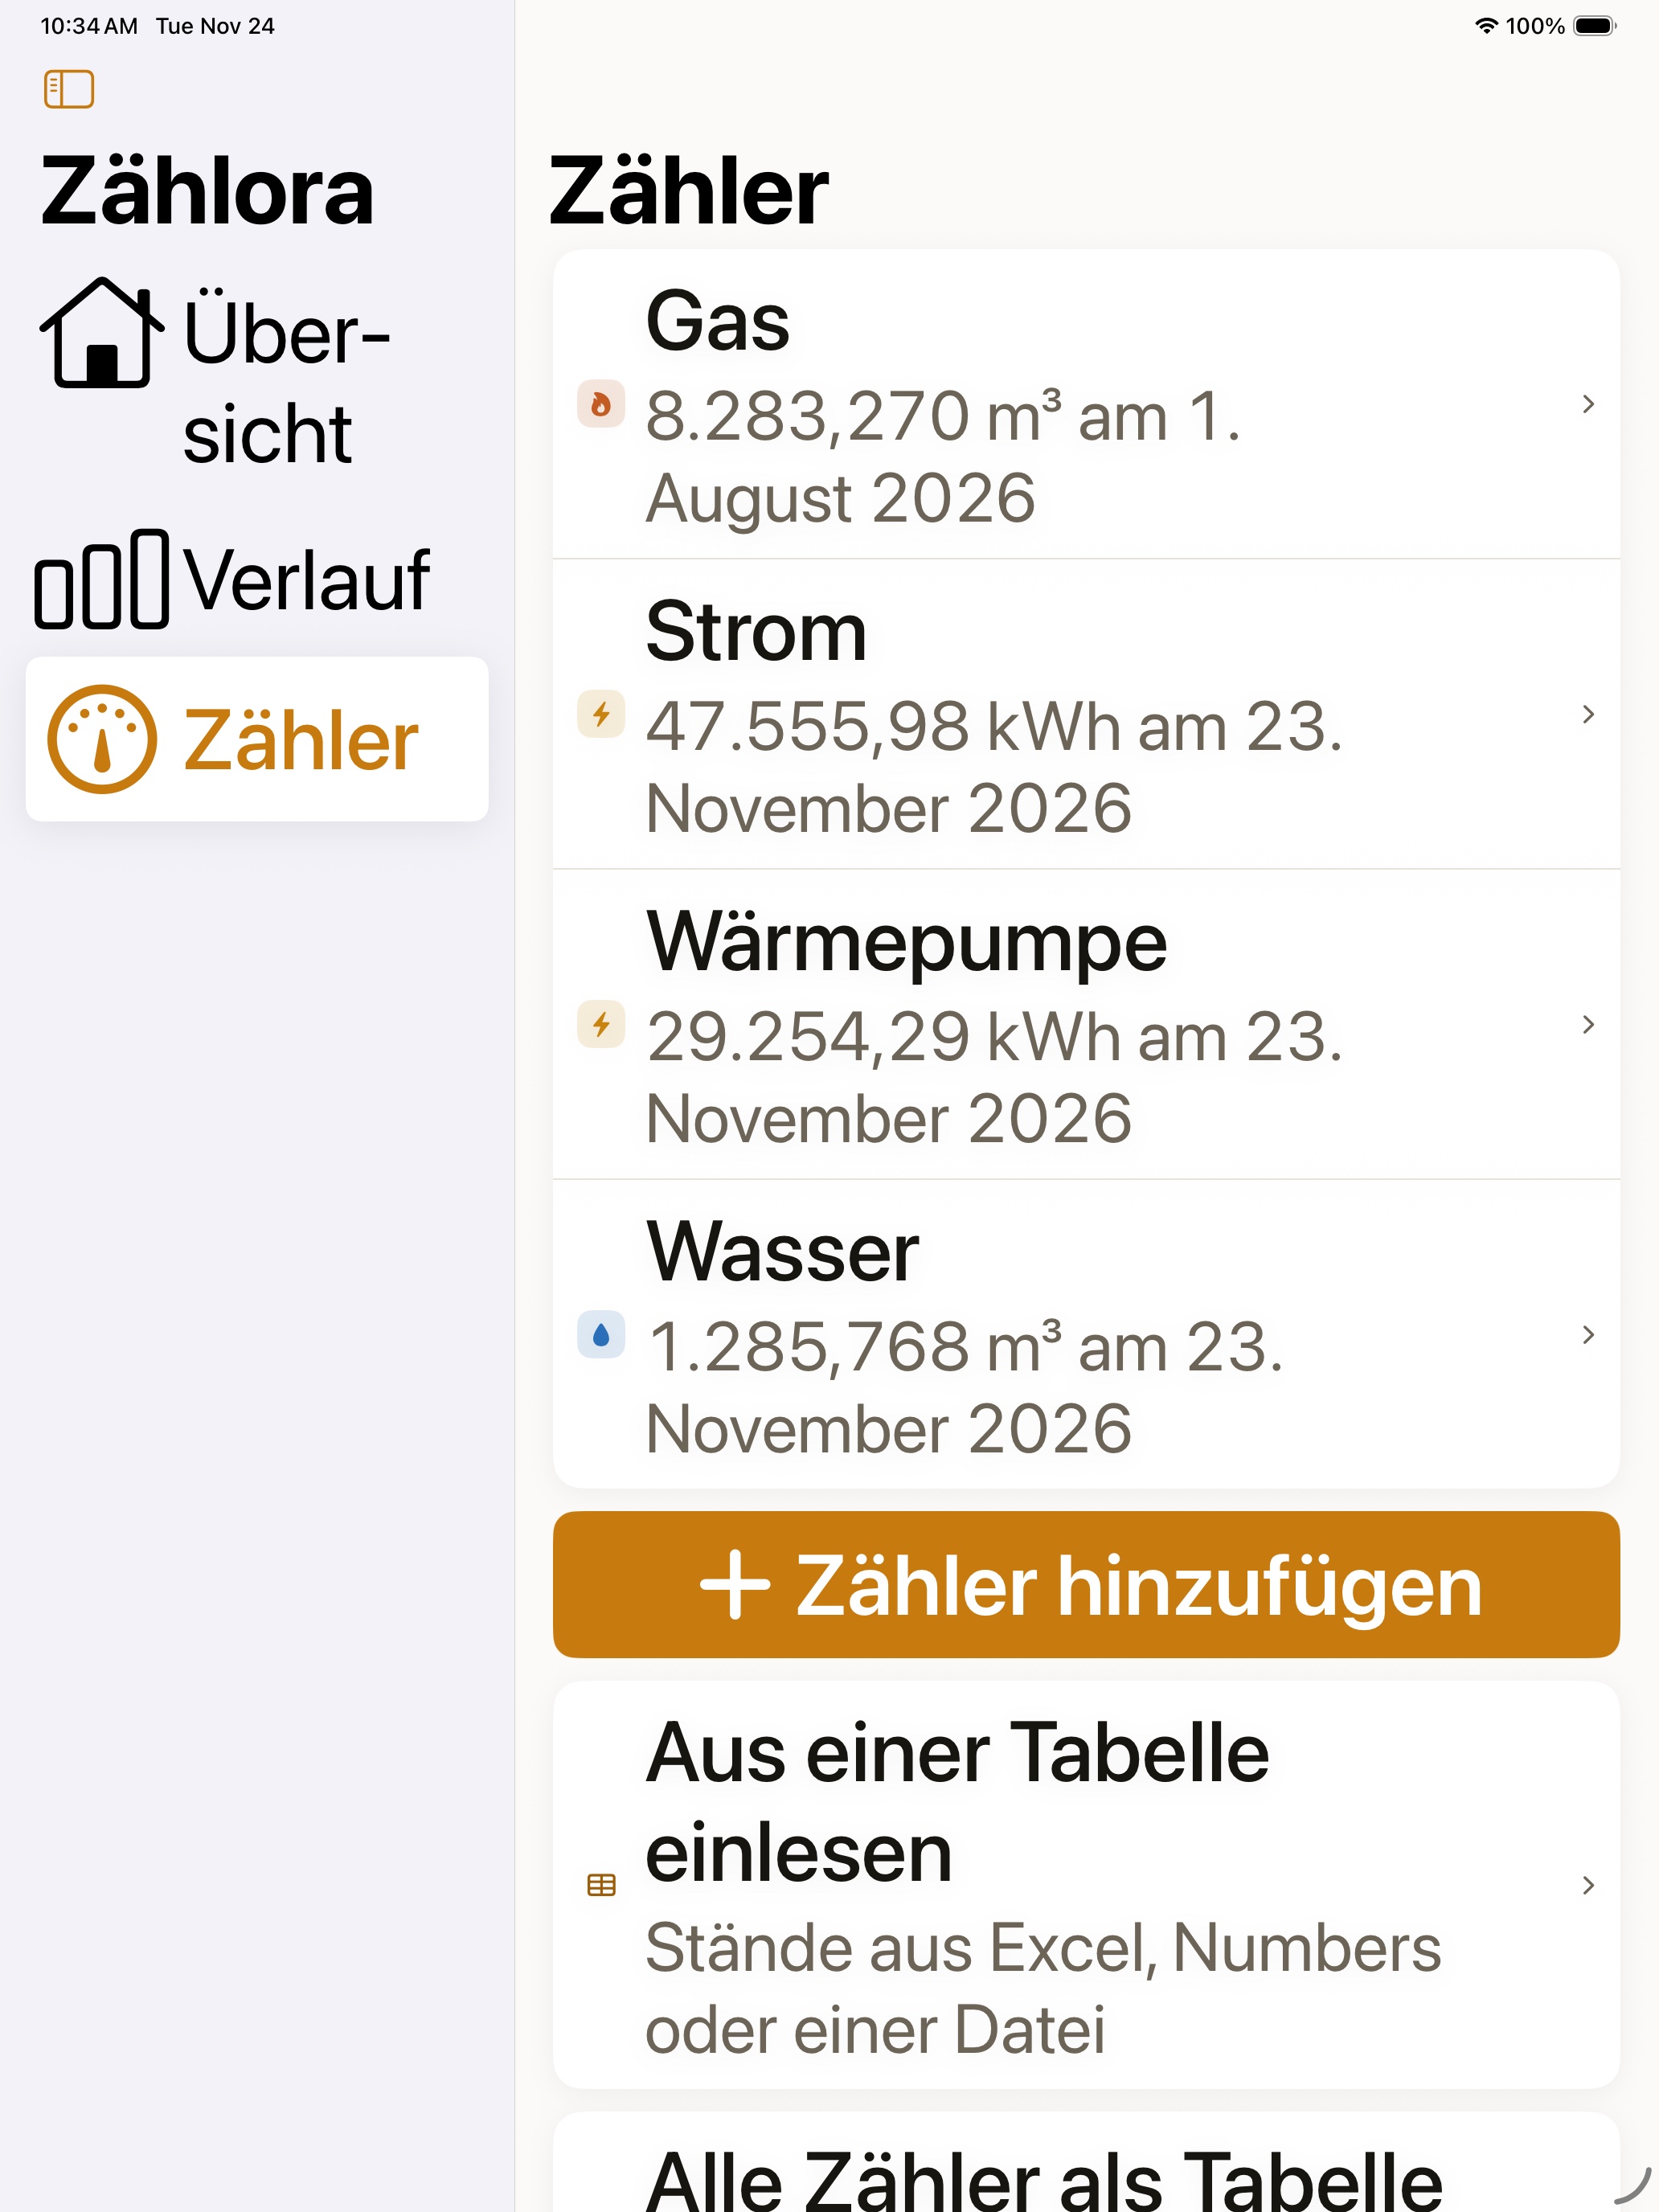 10:34 AM Tue Nov 24
100%
Zählora
Über-
sicht
Verlauf
Zähler
Zähler
Gas
8.283,270 m³ am 1.
August 2026
Strom
47.555,98 kWh am 23.
November 2026
Wärmepumpe
29.254,29 kWh am 23.
November 2026
Wasser
1.285,768 m³ am 23.
November 2026
Zähler hinzufügen
Aus einer Tabelle
einlesen
Stände aus Excel, Numbers
oder einer Datei
Alle Zähler als Tabelle